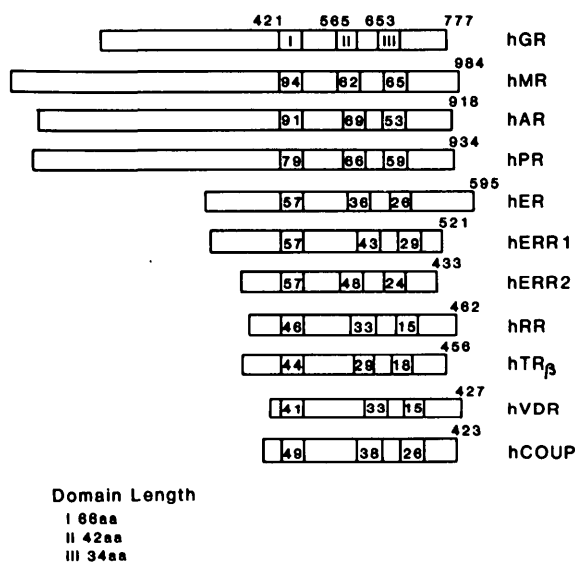 421 565 653 777
I II III hGR
984
94 62 65 hMR
918
91 69 53 hAR
934
79 66 59 hPR
595
57 36 26 hER
521
57 43 29 hERR1
433
57 48 24 hERR2
462
46 33 15 hRR
456
44 29 18 hTRβ
427
41 33 15 hVDR
423
49 38 26 hCOUP
Domain Length
I 66aa
II 42aa
III 34aa